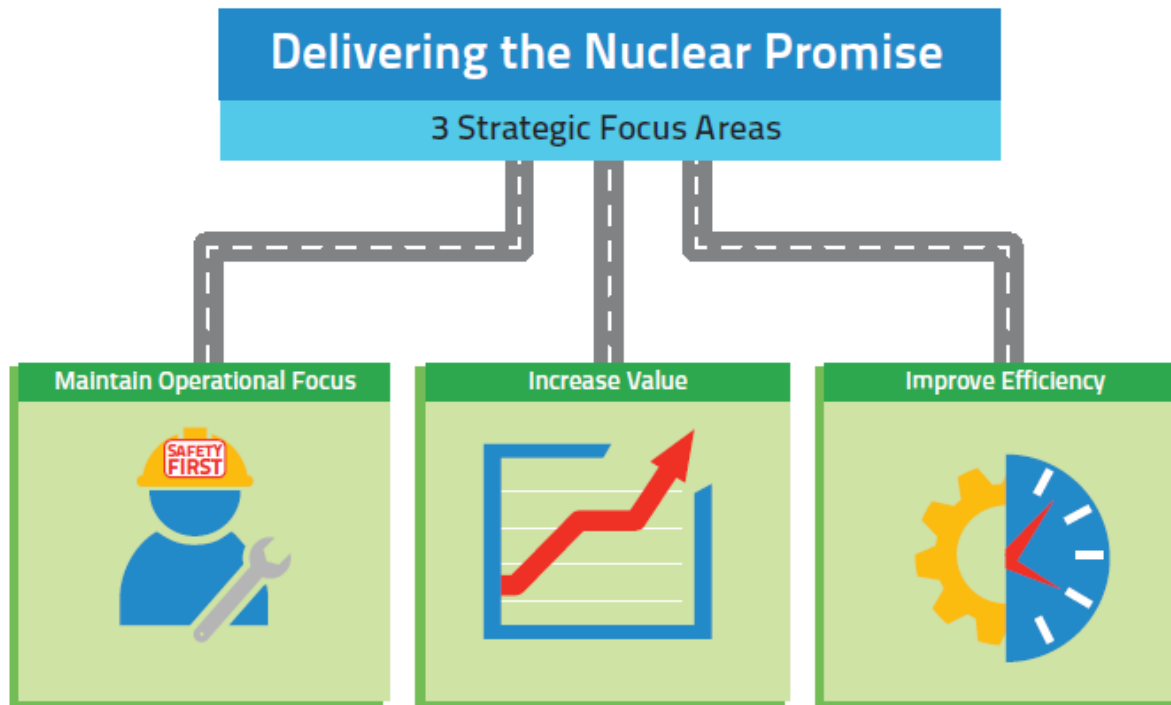 Delivering the Nuclear Promise
3 Strategic Focus Areas
Maintain Operational Focus
SAFETY
FIRST
Increase Value
Improve Efficiency